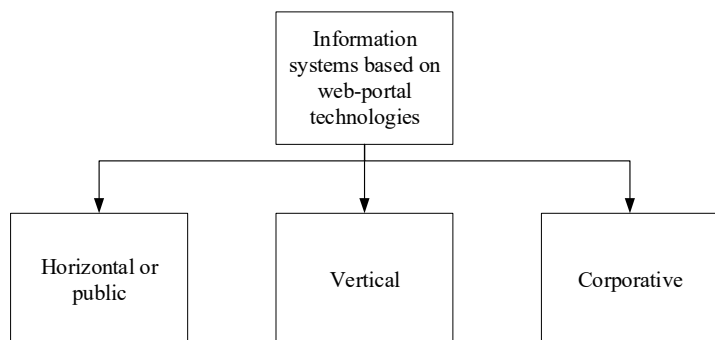 Information
systems based on
web-portal
technologies
Horizontal or
public
Vertical
Corporative